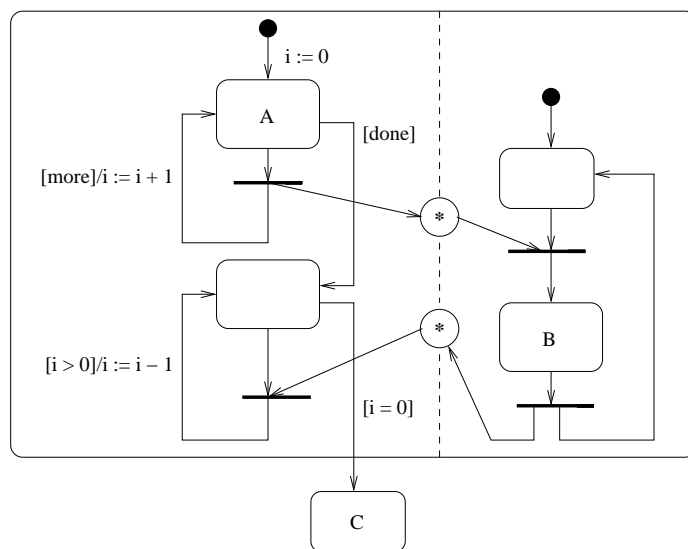 i := 0
A
[done]
[more]/i := i + 1
*
*
B
[i > 0]/i := i – 1
[i = 0]
C